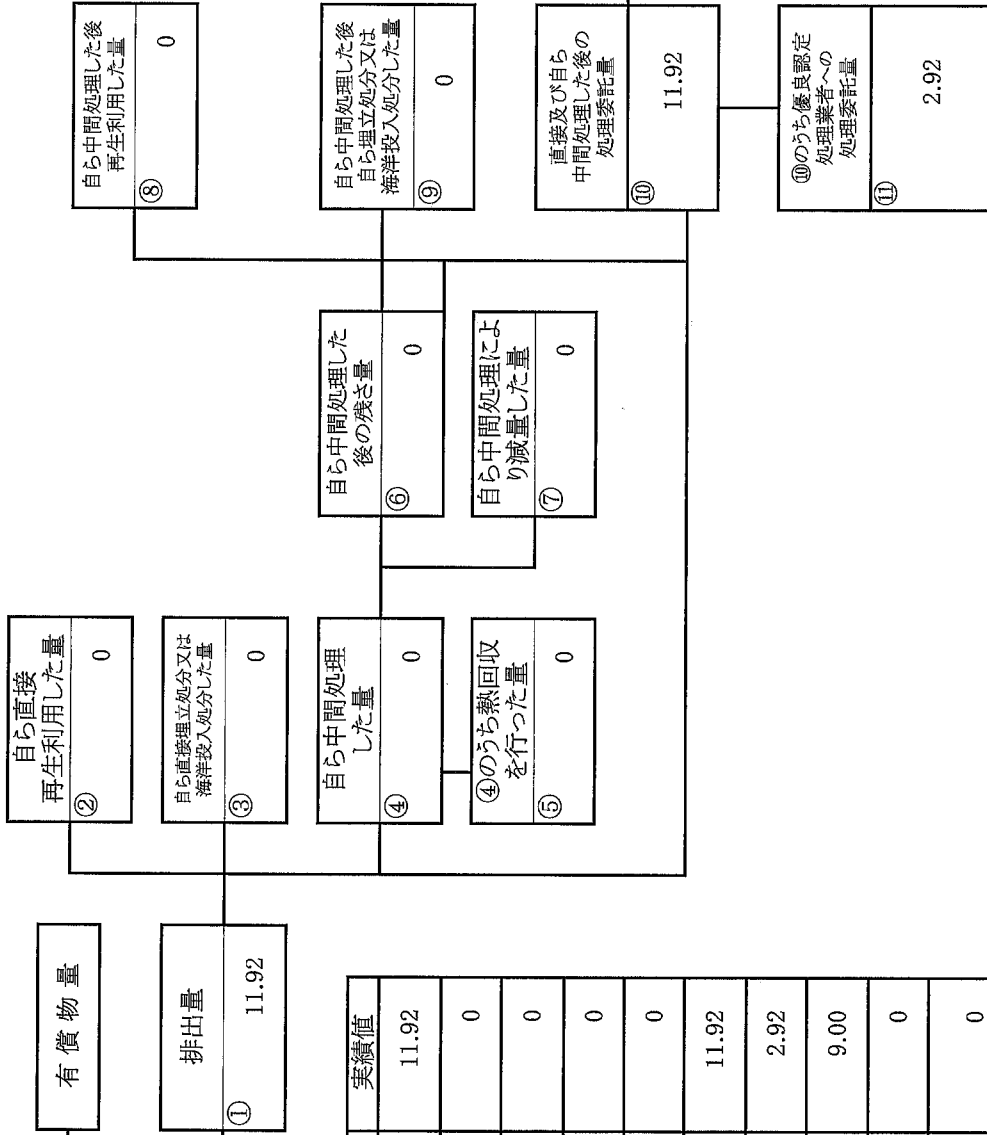 有償物量
排出量
① 11.92
自ら直接
再生利用した量
② 0
自ら直接埋立処分又は
海洋投入処分した量
③ 0
自ら中間処理
した量
④ 0
④のうち熱回収
を行った量
⑤ 0
自ら中間処理した
後の残さ量
⑥ 0
自ら中間処理によ
り減量した量
⑦ 0
自ら中間処理した後
再生利用した量
⑧ 0
自ら中間処理した後
自ら埋立処分又は
海洋投入処分した量
⑨ 0
直接及び自ら
中間処理した後の
処理委託量
⑩ 11.92
⑩のうち優良認定
処理業者への
処理委託量
⑪ 2.92
実績値
11.92
0
0
0
0
11.92
2.92
9.00
0
0